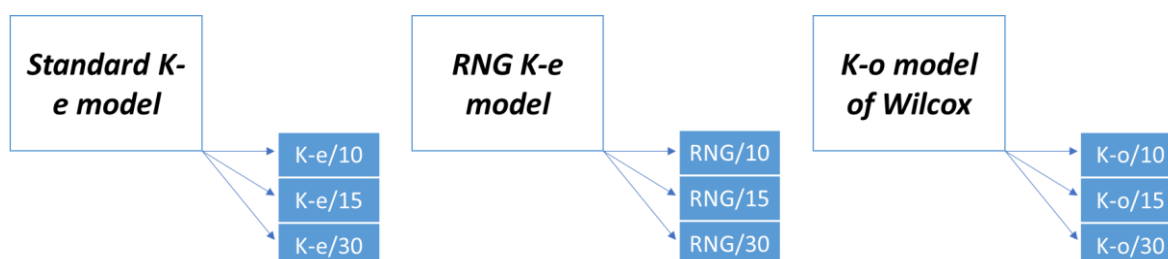 Standard K-
e model
K-e/10
K-e/15
K-e/30
RNG K-e
model
RNG/10
RNG/15
RNG/30
K-o model
of Wilcox
K-o/10
K-o/15
K-o/30